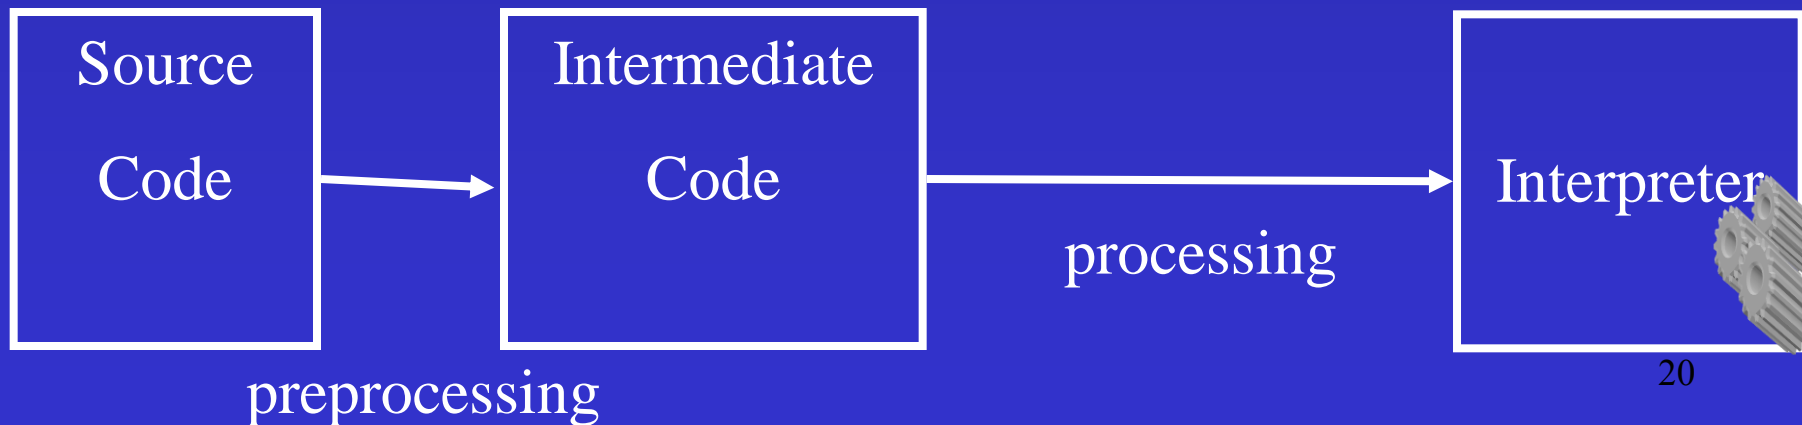 Source
Code
Intermediate
Code
Interpreter
processing
preprocessing
20